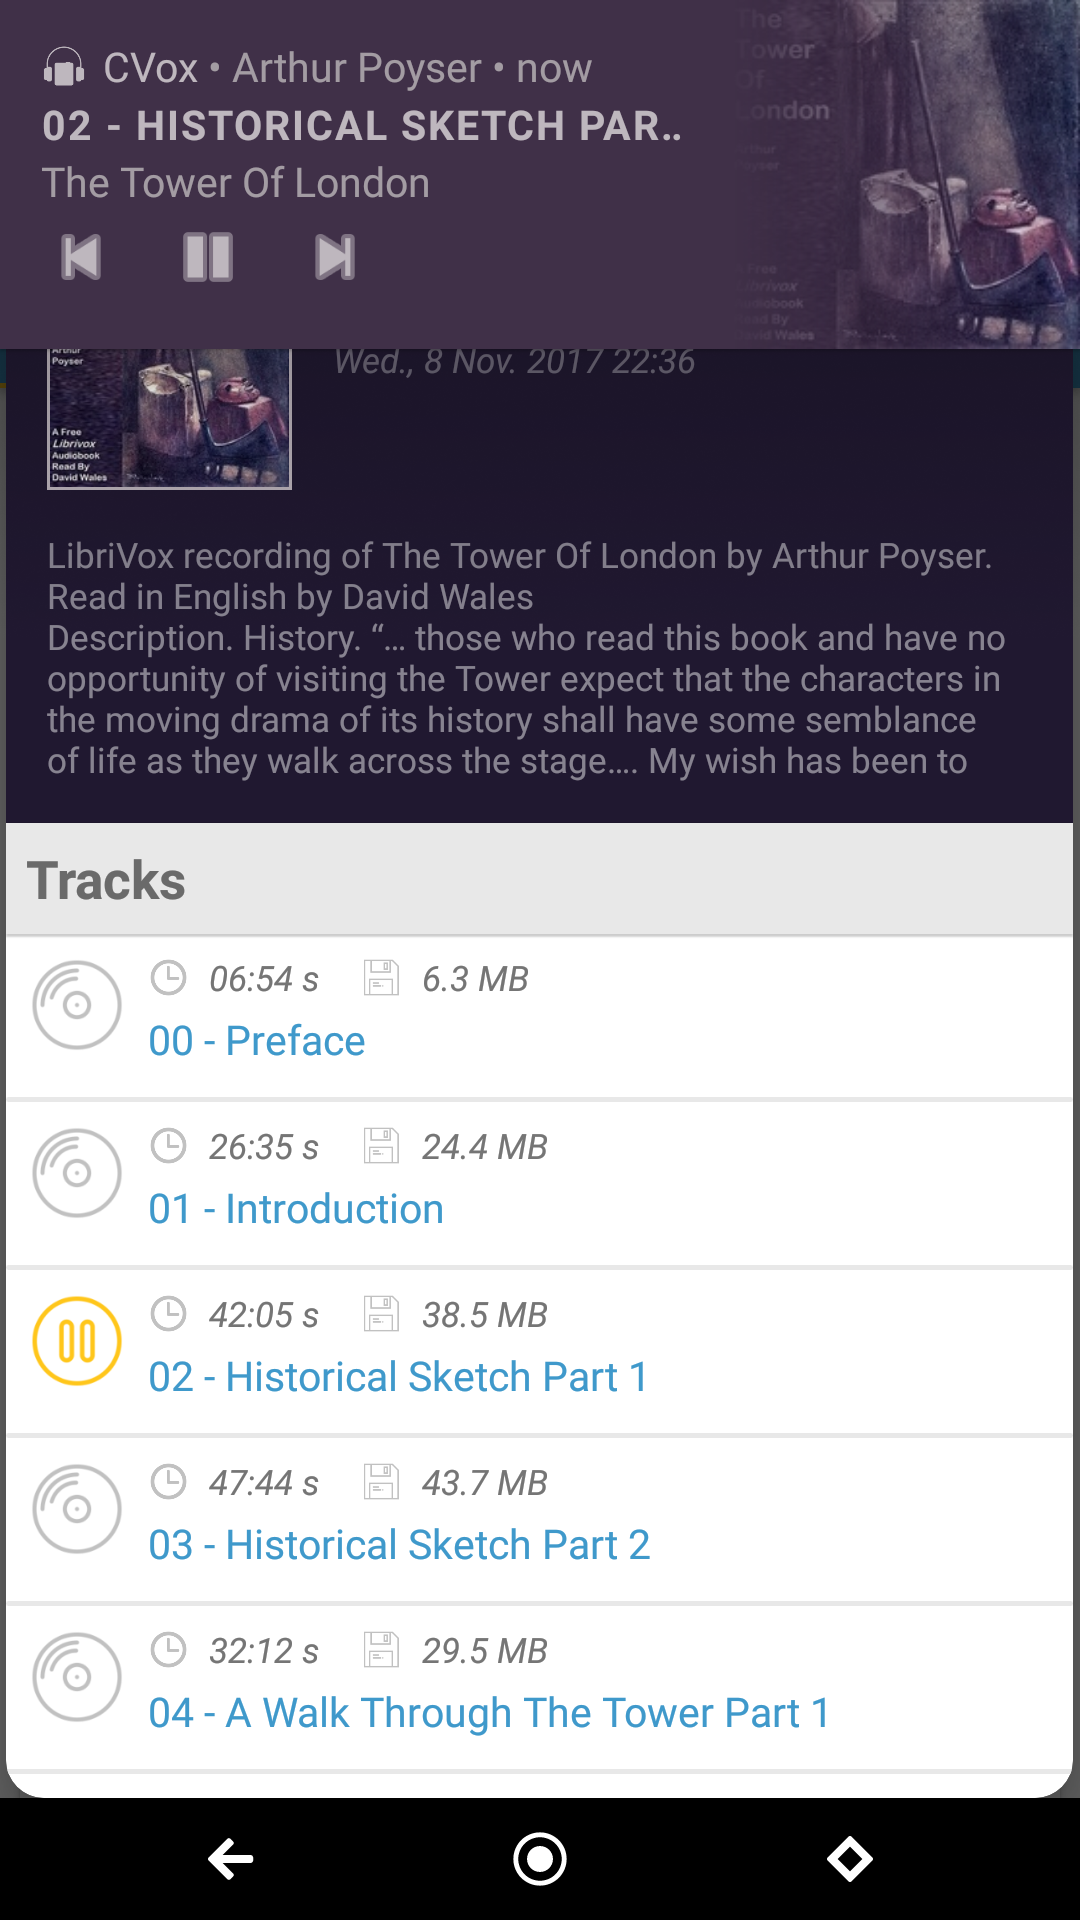 CVox • Arthur Poyser • now
02 - HISTORICAL SKETCH PAR..
The Tower Of London
The
Tower
Of
London
Arthur
Poyser
A Free
Librivox
Audiobook
Read By
David Wales
Arthur
Poyser
A Free
Librivox
Audiobook
Read By
David Wales
Wed., 8 Nov. 2017 22:36
LibriVox recording of The Tower Of London by Arthur Poyser.
Read in English by David Wales
Description. History. “... those who read this book and have no
opportunity of visiting the Tower expect that the characters in
the moving drama of its history shall have some semblance
of life as they walk across the stage.... My wish has been to
Tracks
06:54 s 6.3 MB
00 - Preface
26:35 s 24.4 MB
01 - Introduction
42:05 s 38.5 MB
02 - Historical Sketch Part 1
47:44 s 43.7 MB
03 - Historical Sketch Part 2
32:12 s 29.5 MB
04 - A Walk Through The Tower Part 1